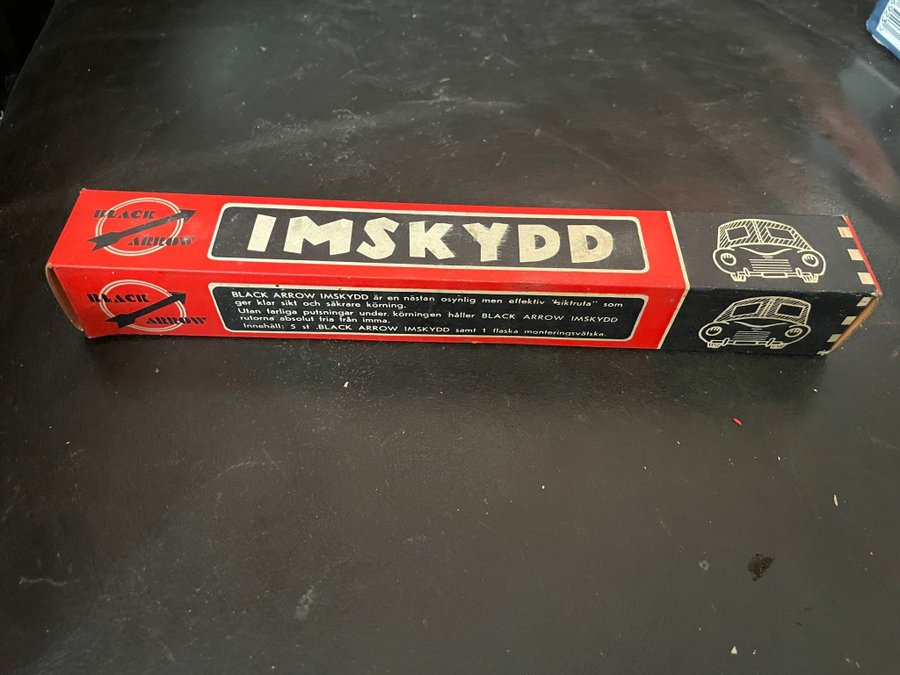 BLACK
ARROW
IMSKYDD
BLACK
ARROW
BLACK ARROW IMSKYDD är en nästan osynlig men effektiv "siktruta" som
ger klar sikt och säkrare körning.
Utan farliga putsningar under körningen håller BLACK ARROW IMSKYDD
rutorna absolut fria från imma.
Innehåll: 5 st .BLACK ARROW IMSKYDD samt 1 flaska monteringsvätska.